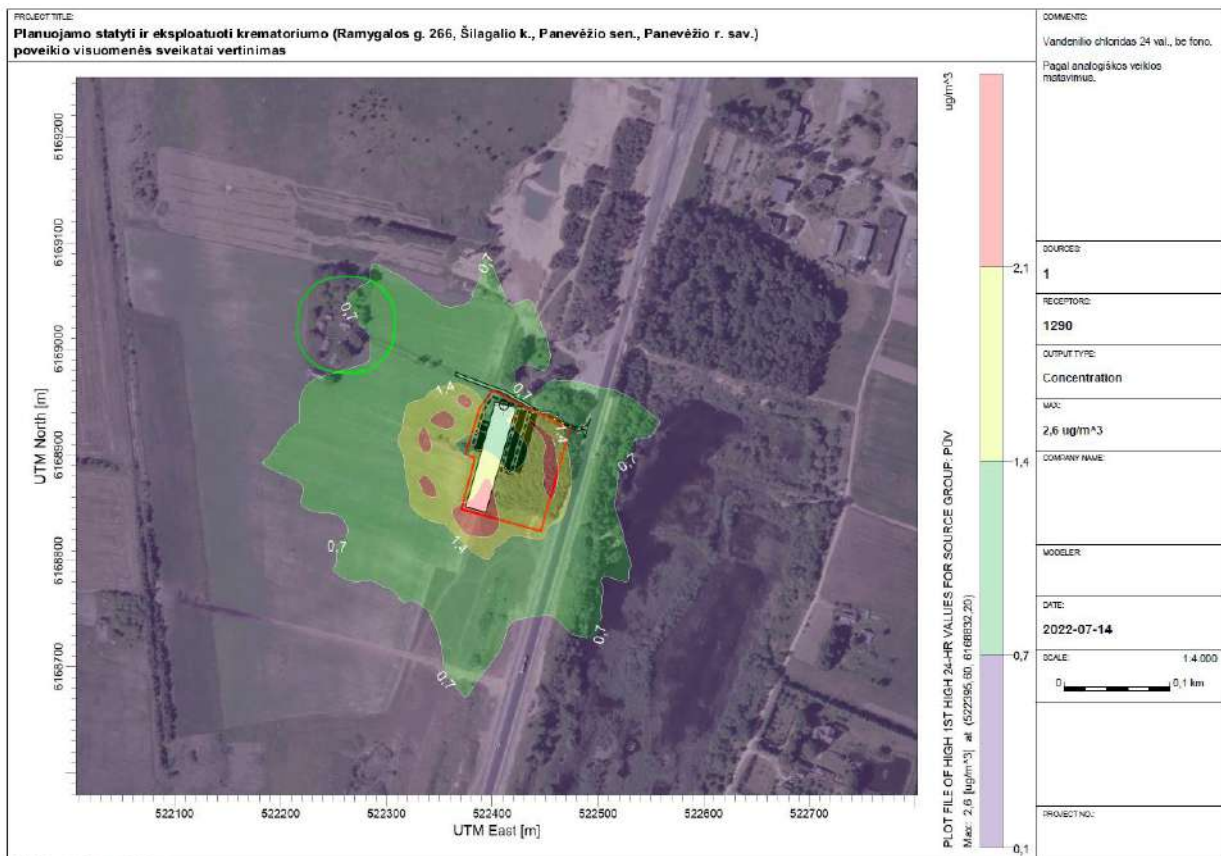 PROJECT TITLE:
Planuojamo statyti ir eksploatuoti krematoriumo (Ramygalos g. 266, Šilagalio k., Panevėžio sen., Panevėžio r. sav.)
poveikio visuomenės sveikatai vertinimas
UTM North [m]
6169200
6169100
6169000
6168900
6168800
6168700
0,7
0,7
0,7
1,4
1,4
0,7
1,4
0,7
0,7
0,7
522100
522200
522300
522400
522500
522600
522700
UTM East [m]
PLOT FILE OF HIGH 1ST HIGH 24-HR VALUES FOR SOURCE GROUP: PŪV
Max: 2,6 [ug/m^3] at (522395,60, 6168832,20)
ug/m^3
2,1
1,4
0,7
0,1
COMMENTS:
Vandenilio chloridas 24 val., be fono.
Pagal analogiškos veiklos
matavimus.
SOURCES:
1
RECEPTORS:
1290
OUTPUT TYPE:
Concentration
MAX:
2,6 ug/m^3
COMPANY NAME:
MODELER:
DATE:
2022-07-14
SCALE:
1:4 000
0
0,1 km
PROJECT NO.: